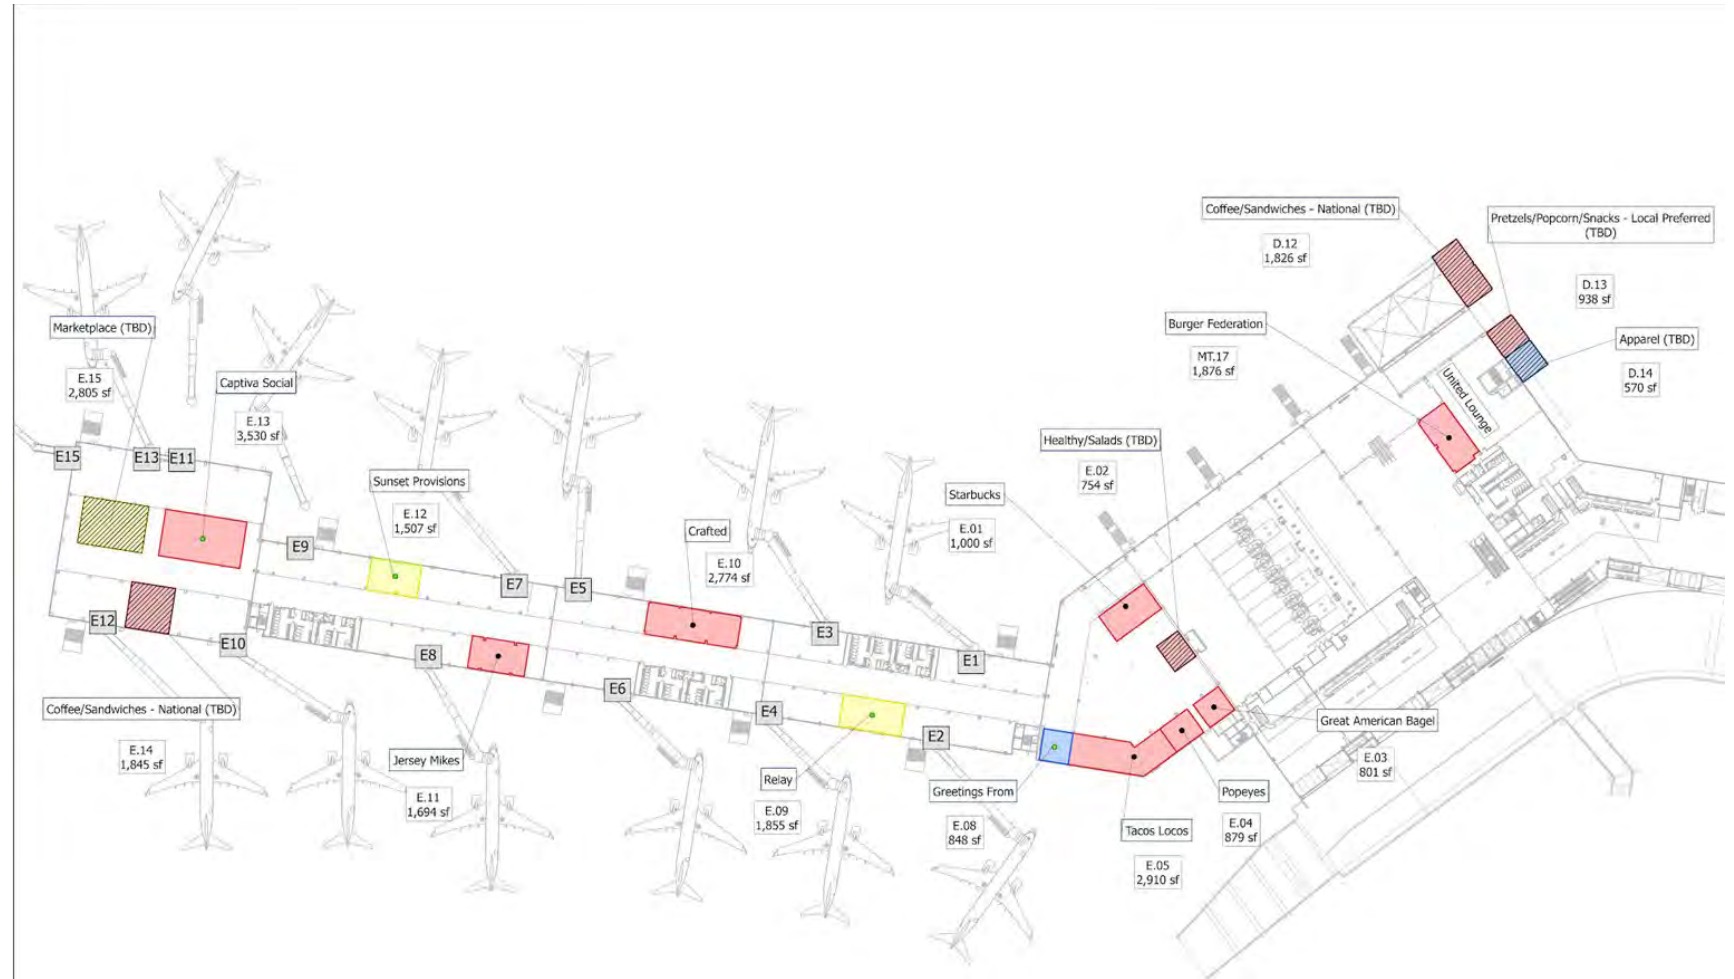 Coffee/Sandwiches - National (TBD)
D.12
1,826 sf
Pretzels/Popcorn/Snacks - Local Preferred
(TBD)
D.13
938 sf
Apparel (TBD)
D.14
570 sf
Burger Federation
MT.17
1,876 sf
United Lounge
Healthy/Salads (TBD)
E.02
754 sf
Starbucks
E.01
1,000 sf
Marketplace (TBD)
E.15
2,805 sf
Captiva Social
E.13
3,530 sf
Sunset Provisions
E.12
1,507 sf
Crafted
E.10
2,774 sf
E15
E13
E11
E9
E7
E5
E3
E1
E12
E10
E8
E6
E4
E2
Coffee/Sandwiches - National (TBD)
E.14
1,845 sf
Jersey Mikes
E.11
1,694 sf
Relay
E.09
1,855 sf
Greetings From
E.08
848 sf
Tacos Locos
E.05
2,910 sf
Popeyes
E.04
879 sf
Great American Bagel
E.03
801 sf